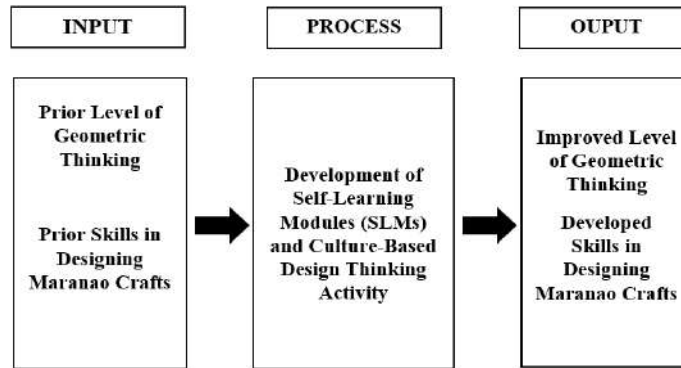 INPUT
PROCESS
OUPUT
Prior Level of
Geometric
Thinking
Prior Skills in
Designing
Maranao Crafts
Development of
Self-Learning
Modules (SLMs)
and Culture-Based
Design Thinking
Activity
Improved Level
of Geometric
Thinking
Developed
Skills in
Designing
Maranao Crafts